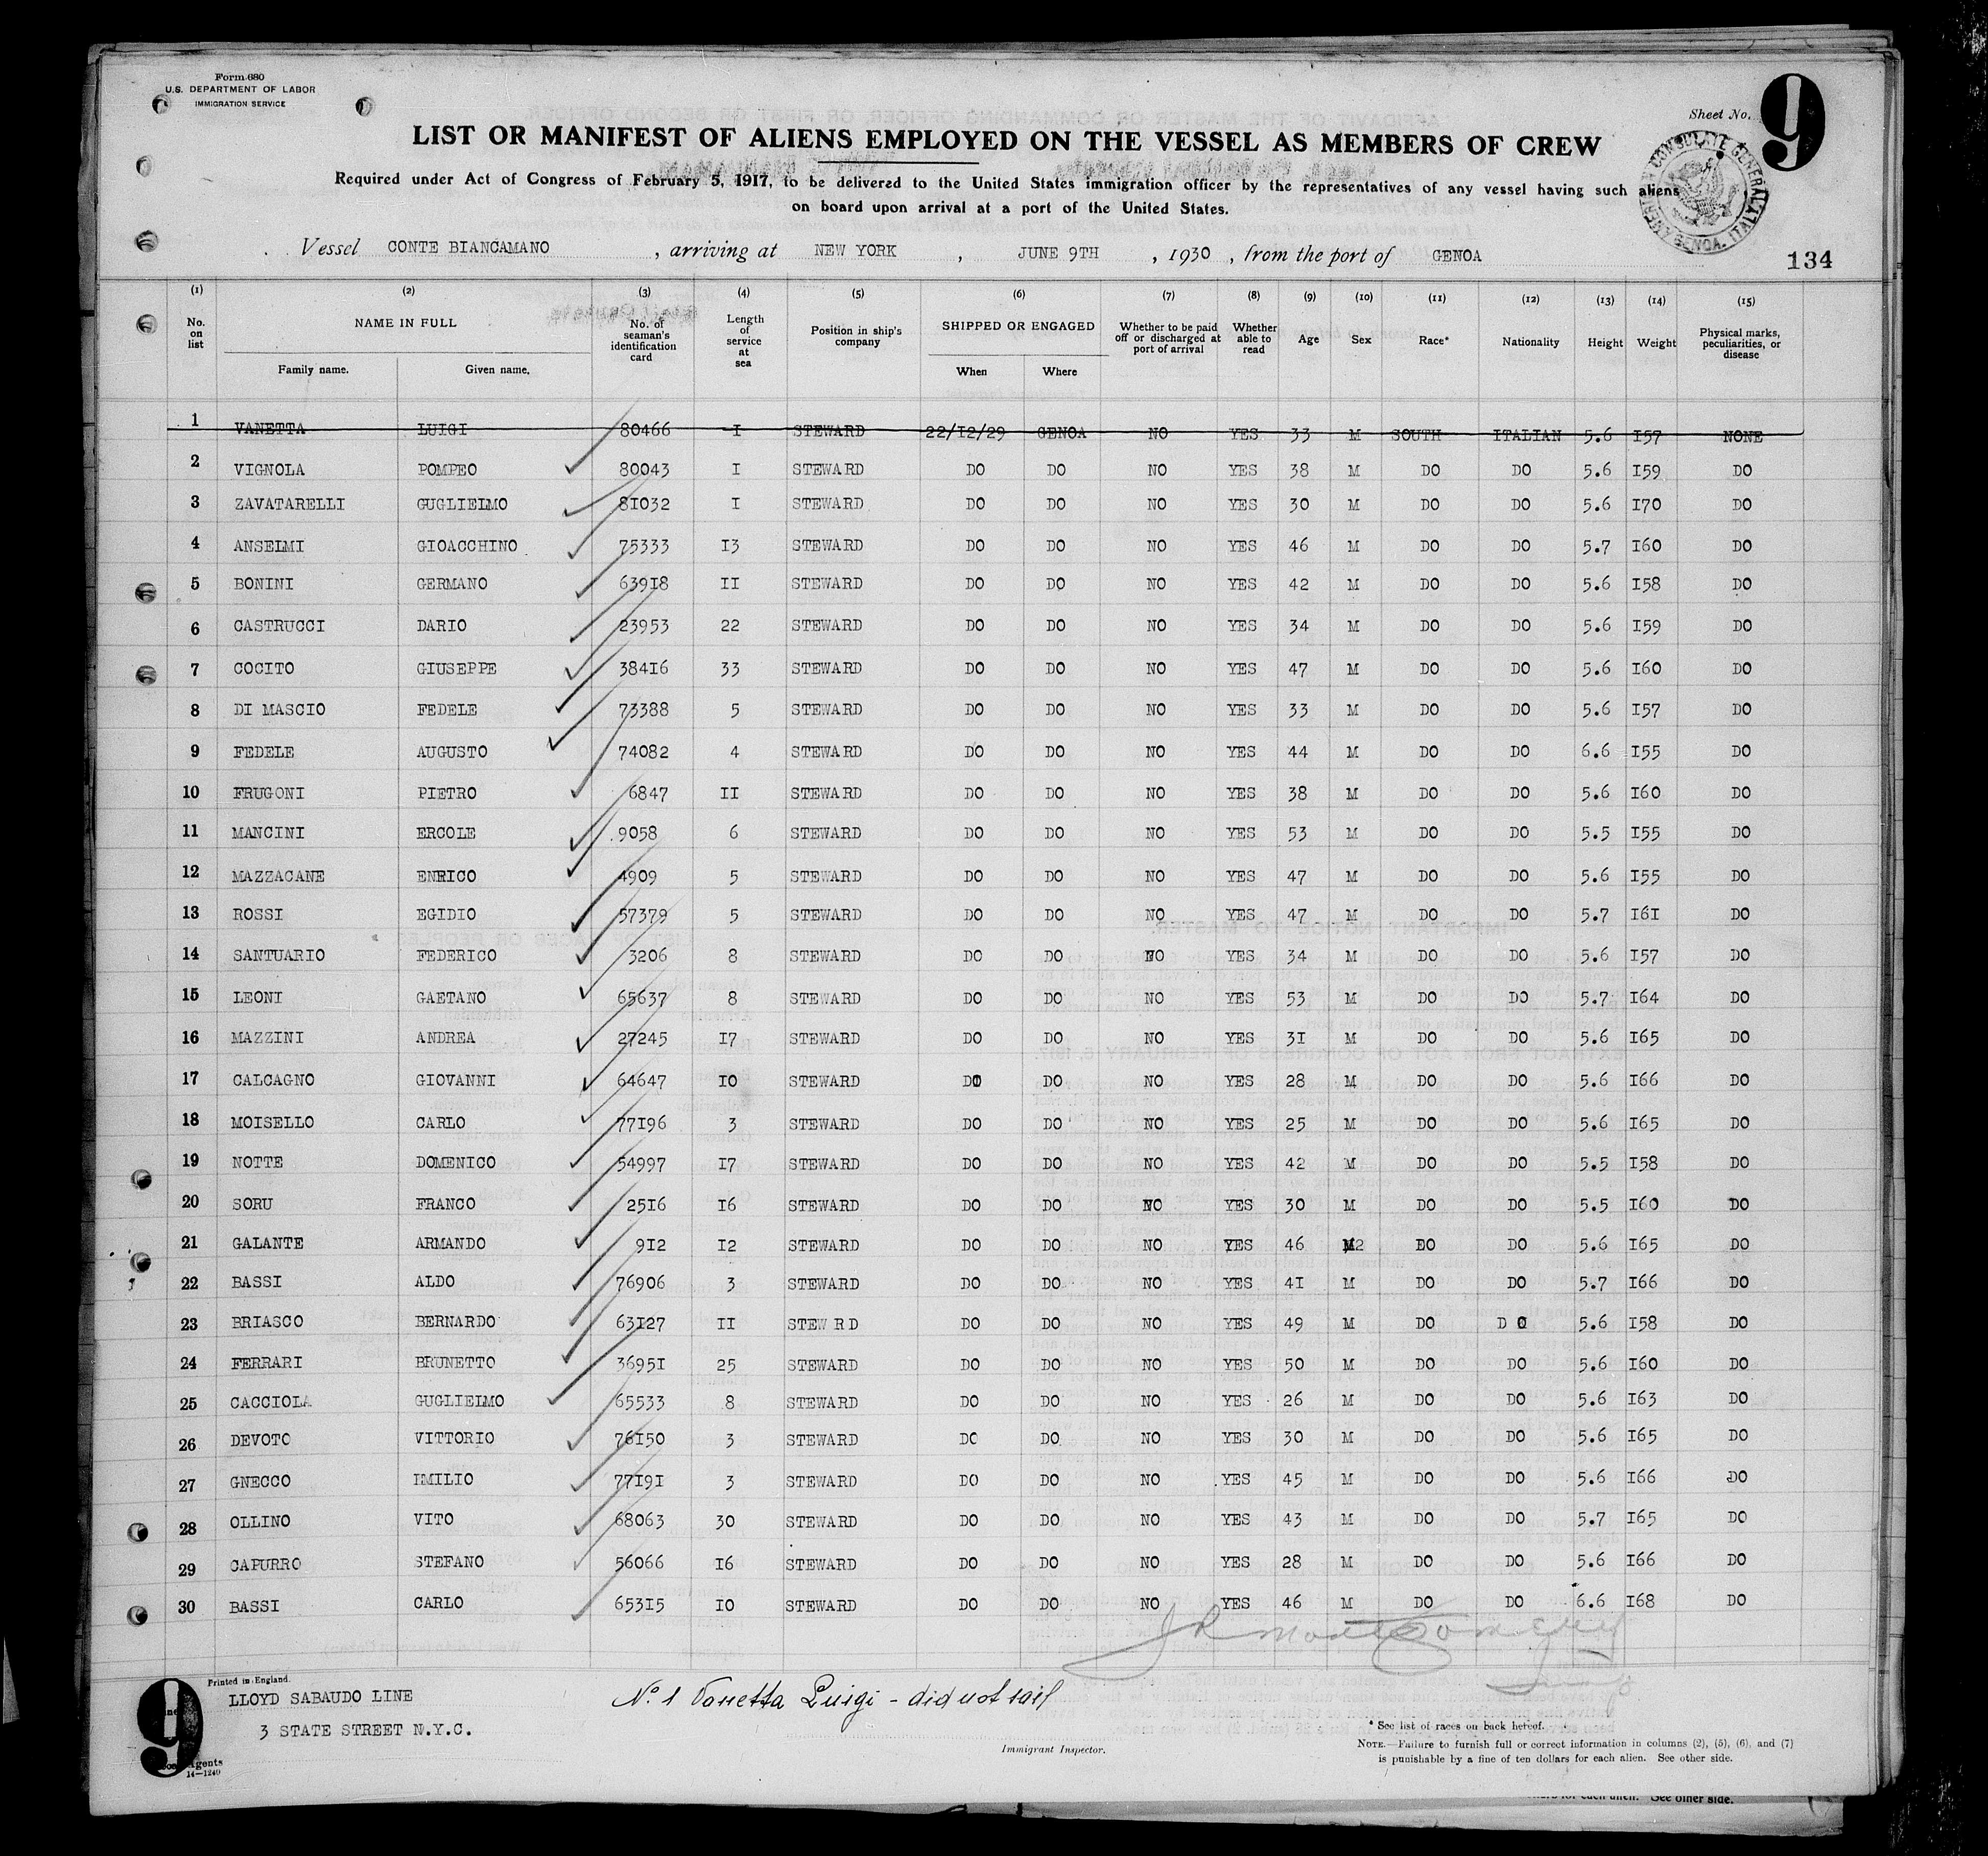 Form 680
U.S. DEPARTMENT OF LABOR
IMMIGRATION SERVICE
Sheet No. 9
LIST OR MANIFEST OF ALIENS EMPLOYED ON THE VESSEL AS MEMBERS OF CREW
Required under Act of Congress of February 5, 1917, to be delivered to the United States immigration officer by the representatives of any vessel having such aliens
on board upon arrival at a port of the United States.
AMERICAN CONSULATE GENERAL GENOA, ITALY
Vessel CONTE BIANCAMANO, arriving at NEW YORK, JUNE 9TH, 1930, from the port of GENOA
134
(1) (2) (3) (4) (5) (6) (7) (8) (9) (10) (11) (12) (13) (14) (15)
No. on list NAME IN FULL No. of seaman's identification card Length of service at sea Position in ship's company SHIPPED OR ENGAGED Whether to be paid off or discharged at port of arrival Whether able to read Age Sex Race* Nationality Height Weight Physical marks, peculiarities, or disease
Family name. Given name. When Where
1 VANETTA LUIGI 80466 I STEWARD 22/I2/29 GENOA NO YES 33 M SOUTH ITALIAN 5.6 I57 NONE
2 VIGNOLA POMPEO 80043 I STEWARD DO DO NO YES 38 M DO DO 5.6 I59 DO
3 ZAVATARELLI GUGLIELMO 8I032 I STEWARD DO DO NO YES 30 M DO DO 5.6 I70 DO
4 ANSELMI GIOACCHINO 75333 I3 STEWARD DO DO NO YES 46 M DO DO 5.7 I60 DO
5 BONINI GERMANO 639I8 II STEWARD DO DO NO YES 42 M DO DO 5.6 I58 DO
6 CASTRUCCI DARIO 23953 22 STEWARD DO DO NO YES 34 M DO DO 5.6 I59 DO
7 COCITO GIUSEPPE 384I6 33 STEWARD DO DO NO YES 47 M DO DO 5.6 I60 DO
8 DI MASCIO FEDELE 73388 5 STEWARD DO DO NO YES 33 M DO DO 5.6 I57 DO
9 FEDELE AUGUSTO 74082 4 STEWARD DO DO NO YES 44 M DO DO 6.6 I55 DO
10 FRUGONI PIETRO 6847 II STEWARD DO DO NO YES 38 M DO DO 5.6 I60 DO
11 MANCINI ERCOLE 9058 6 STEWARD DO DO NO YES 53 M DO DO 5.5 I55 DO
12 MAZZACANE ENRICO 4909 5 STEWARD DO DO NO YES 47 M DO DO 5.6 I55 DO
13 ROSSI EGIDIO 57379 5 STEWARD DO DO NO YES 47 M DO DO 5.7 I6I DO
14 SANTUARIO FEDERICO 3206 8 STEWARD DO DO NO YES 34 M DO DO 5.6 I57 DO
15 LEONI GAETANO 65637 8 STEWARD DO DO NO YES 53 M DO DO 5.7 I64 DO
16 MAZZINI ANDREA 27245 I7 STEWARD DO DO NO YES 3I M DO DO 5.6 I65 DO
17 CALCAGNO GIOVANNI 64647 IO STEWARD DO DO NO YES 28 M DO DO 5.6 I66 DO
18 MOISELLO CARLO 77I96 3 STEWARD DO DO NO YES 25 M DO DO 5.6 I65 DO
19 NOTTE DOMENICO 54997 I7 STEWARD DO DO NO YES 42 M DO DO 5.5 I58 DO
20 SORU FRANCO 25I6 I6 STEWARD DO DO NO YES 30 M DO DO 5.5 I60 DO
21 GALANTE ARMANDO 9I2 I2 STEWARD DO DO NO YES 46 M DO DO 5.6 I65 DO
22 BASSI ALDO 76906 3 STEWARD DO DO NO YES 4I M DO DO 5.7 I66 DO
23 BRIASCO BERNARDO 63I27 II STEW RD DO DO NO YES 49 M DO D O 5.6 I58 DO
24 FERRARI BRUNETTO 3695I 25 STEWARD DO DO NO YES 50 M DO DO 5.6 I60 DO
25 CACCIOLA GUGLIELMO 65533 8 STEWARD DO DO NO YES 26 M DO DO 5.6 I63 DO
26 DEVOTO VITTORIO 76I50 3 STEWARD DO DO NO YES 30 M DO DO 5.6 I65 DO
27 GNECCO IMILIO 77I9I 3 STEWARD DO DO NO YES 45 M DO DO 5.6 I66 DO
28 OLLINO VITO 68063 30 STEWARD DO DO NO YES 43 M DO DO 5.7 I65 DO
29 CAPURRO STEFANO 56066 I6 STEWARD DO DO NO YES 28 M DO DO 5.6 I66 DO
30 BASSI CARLO 653I5 IO STEWARD DO DO NO YES 46 M DO DO 6.6 I68 DO
J R Montgomery
9
Printed in England.
LLOYD SABAUDO LINE
3 STATE STREET N.Y.C.
Agents
14—1240
No. 1 Vanetta Luigi - did not sail
Immigrant Inspector.
* See list of races on back hereof.
NOTE.—Failure to furnish full or correct information in columns (2), (5), (6), and (7)
is punishable by a fine of ten dollars for each alien. See other side.
for each alien. See other side.